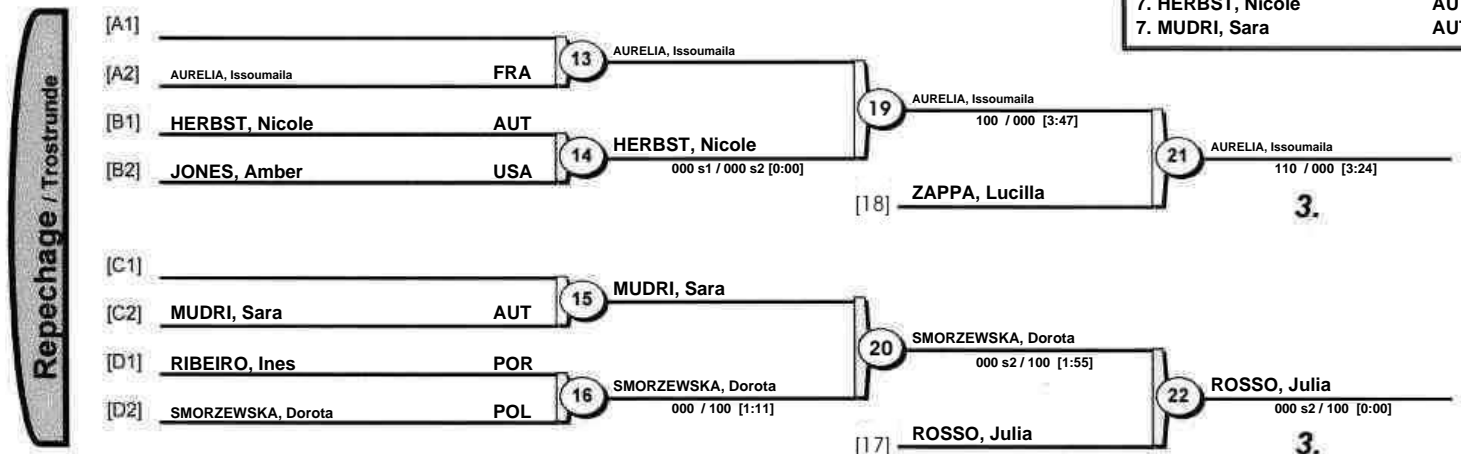 7. HERBST, Nicole AU
7. MUDRI, Sara AUT
Repechage / Trostrunde
[A1]
[A2] AURELIA, Issoumaila FRA
13
AURELIA, Issoumaila
[B1] HERBST, Nicole AUT
[B2] JONES, Amber USA
14
HERBST, Nicole
000 s1 / 000 s2 [0:00]
19
AURELIA, Issoumaila
100 / 000 [3:47]
[18] ZAPPA, Lucilla
21
AURELIA, Issoumaila
110 / 000 [3:24]
3.
[C1]
[C2] MUDRI, Sara AUT
15
MUDRI, Sara
[D1] RIBEIRO, Ines POR
[D2] SMORZEWSKA, Dorota POL
16
SMORZEWSKA, Dorota
000 / 100 [1:11]
20
SMORZEWSKA, Dorota
000 s2 / 100 [1:55]
[17] ROSSO, Julia
22
ROSSO, Julia
000 s2 / 100 [0:00]
3.